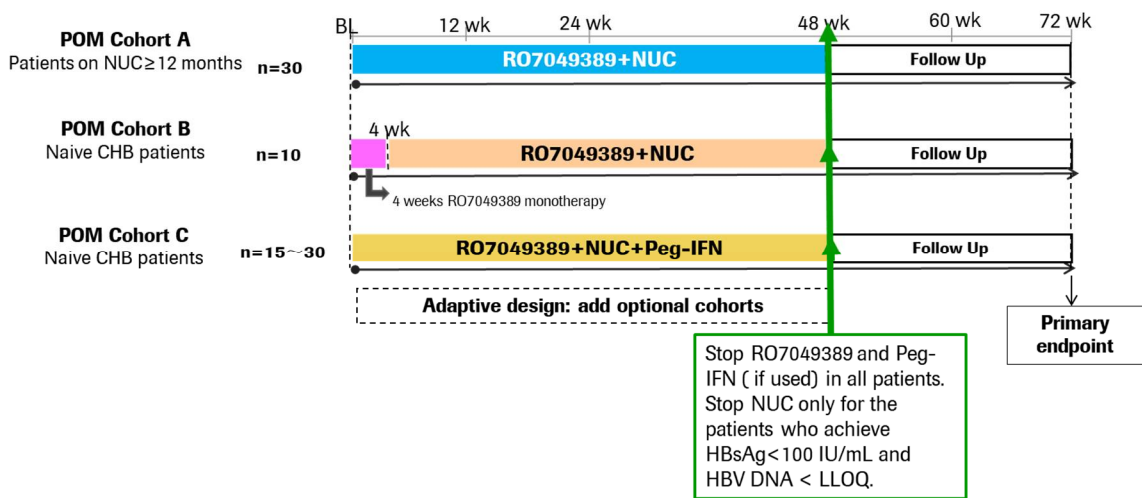 BL
12 wk
24 wk
48 wk
60 wk
72 wk
POM Cohort A
Patients on NUC≥12 months
n=30
RO7049389+NUC
Follow Up
4 wk
POM Cohort B
Naive CHB patients
n=10
RO7049389+NUC
Follow Up
4 weeks RO7049389 monotherapy
POM Cohort C
Naive CHB patients
n=15~30
RO7049389+NUC+Peg-IFN
Follow Up
Adaptive design: add optional cohorts
Primary
endpoint
Stop RO7049389 and Peg-
IFN ( if used) in all patients.
Stop NUC only for the
patients who achieve
HBsAg<100 IU/mL and
HBV DNA < LLOQ.